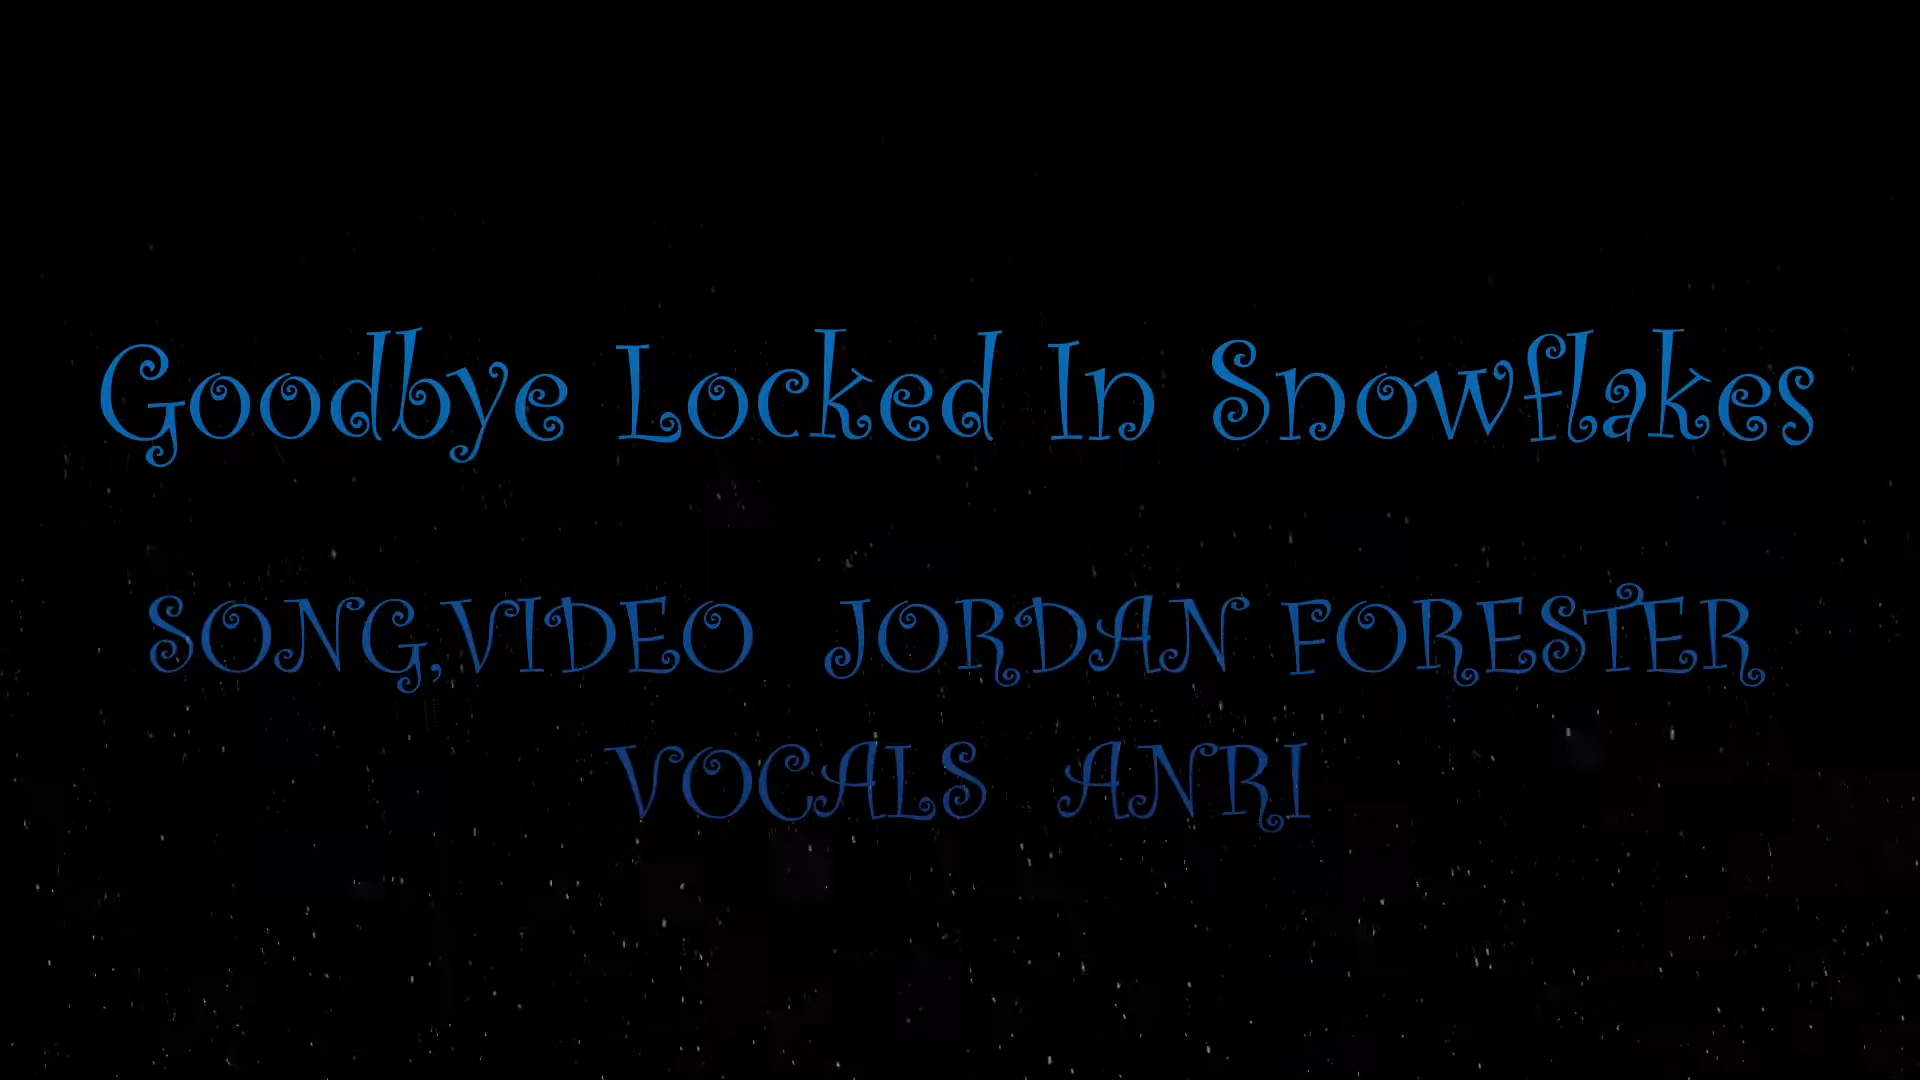 Goodbye Locked In Snowflakes
SONG,VIDEO JORDAN FORESTER
VOCALS ANRI